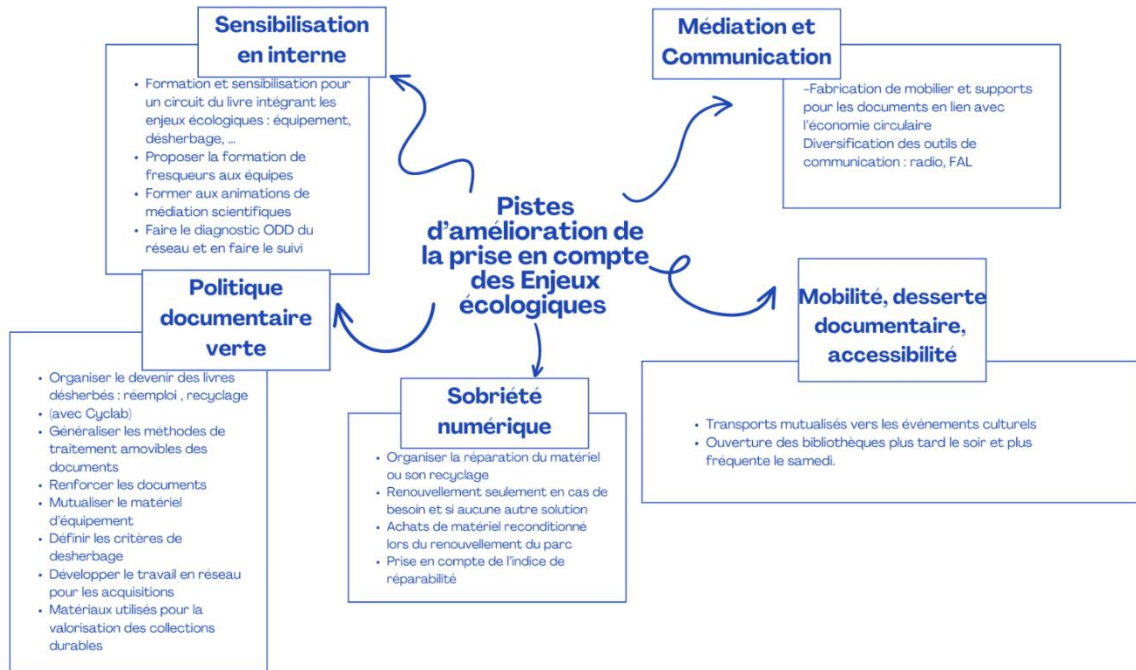 Sensibilisation
en interne
• Formation et sensibilisation pour
un circuit du livre intégrant les
enjeux écologiques : équipement,
désherbage, ...
• Proposer la formation de
fresqueurs aux équipes
• Former aux animations de
médiation scientifiques
• Faire le diagnostic ODD du
réseau et en faire le suivi
Médiation et
Communication
-Fabrication de mobilier et supports
pour les documents en lien avec
l'économie circulaire
Diversification des outils de
communication : radio, FAL
Pistes
d'amélioration de
la prise en compte
des Enjeux
écologiques
Politique
documentaire
verte
• Organiser le devenir des livres
désherbés : réemploi , recyclage
• (avec Cyclab)
• Généraliser les méthodes de
traitement amovibles des
documents
• Renforcer les documents
• Mutualiser le matériel
d'équipement
• Définir les critères de
desherbage
• Développer le travail en réseau
pour les acquisitions
• Matériaux utilisés pour la
valorisation des collections
durables
Sobriété
numérique
• Organiser la réparation du matériel
ou son recyclage
• Renouvellement seulement en cas de
besoin et si aucune autre solution
• Achats de matériel reconditionné
lors du renouvellement du parc
• Prise en compte de l'indice de
réparabilité
Mobilité, desserte
documentaire,
accessibilité
• Transports mutualisés vers les événements culturels
• Ouverture des bibliothèques plus tard le soir et plus
fréquente le samedi.